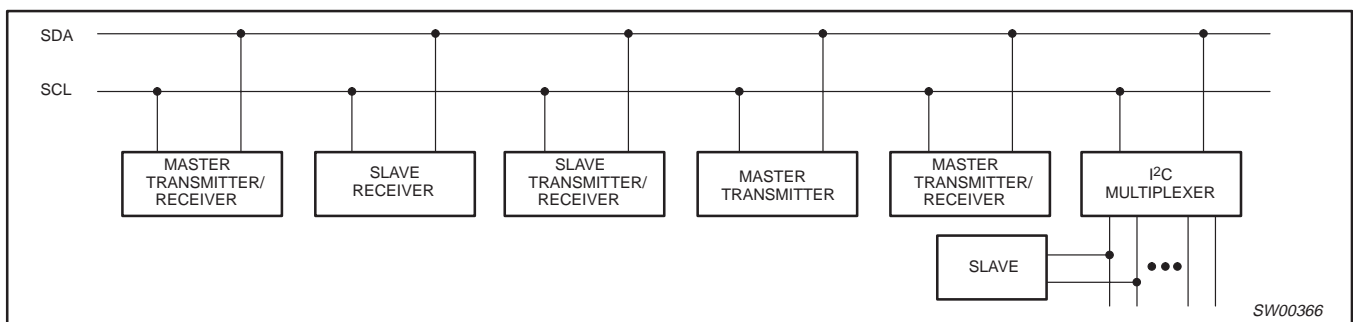 SDA
SCL
MASTER
TRANSMITTER/
RECEIVER
SLAVE
RECEIVER
SLAVE
TRANSMITTER/
RECEIVER
MASTER
TRANSMITTER
MASTER
TRANSMITTER/
RECEIVER
I²C
MULTIPLEXER
SLAVE
SW00366